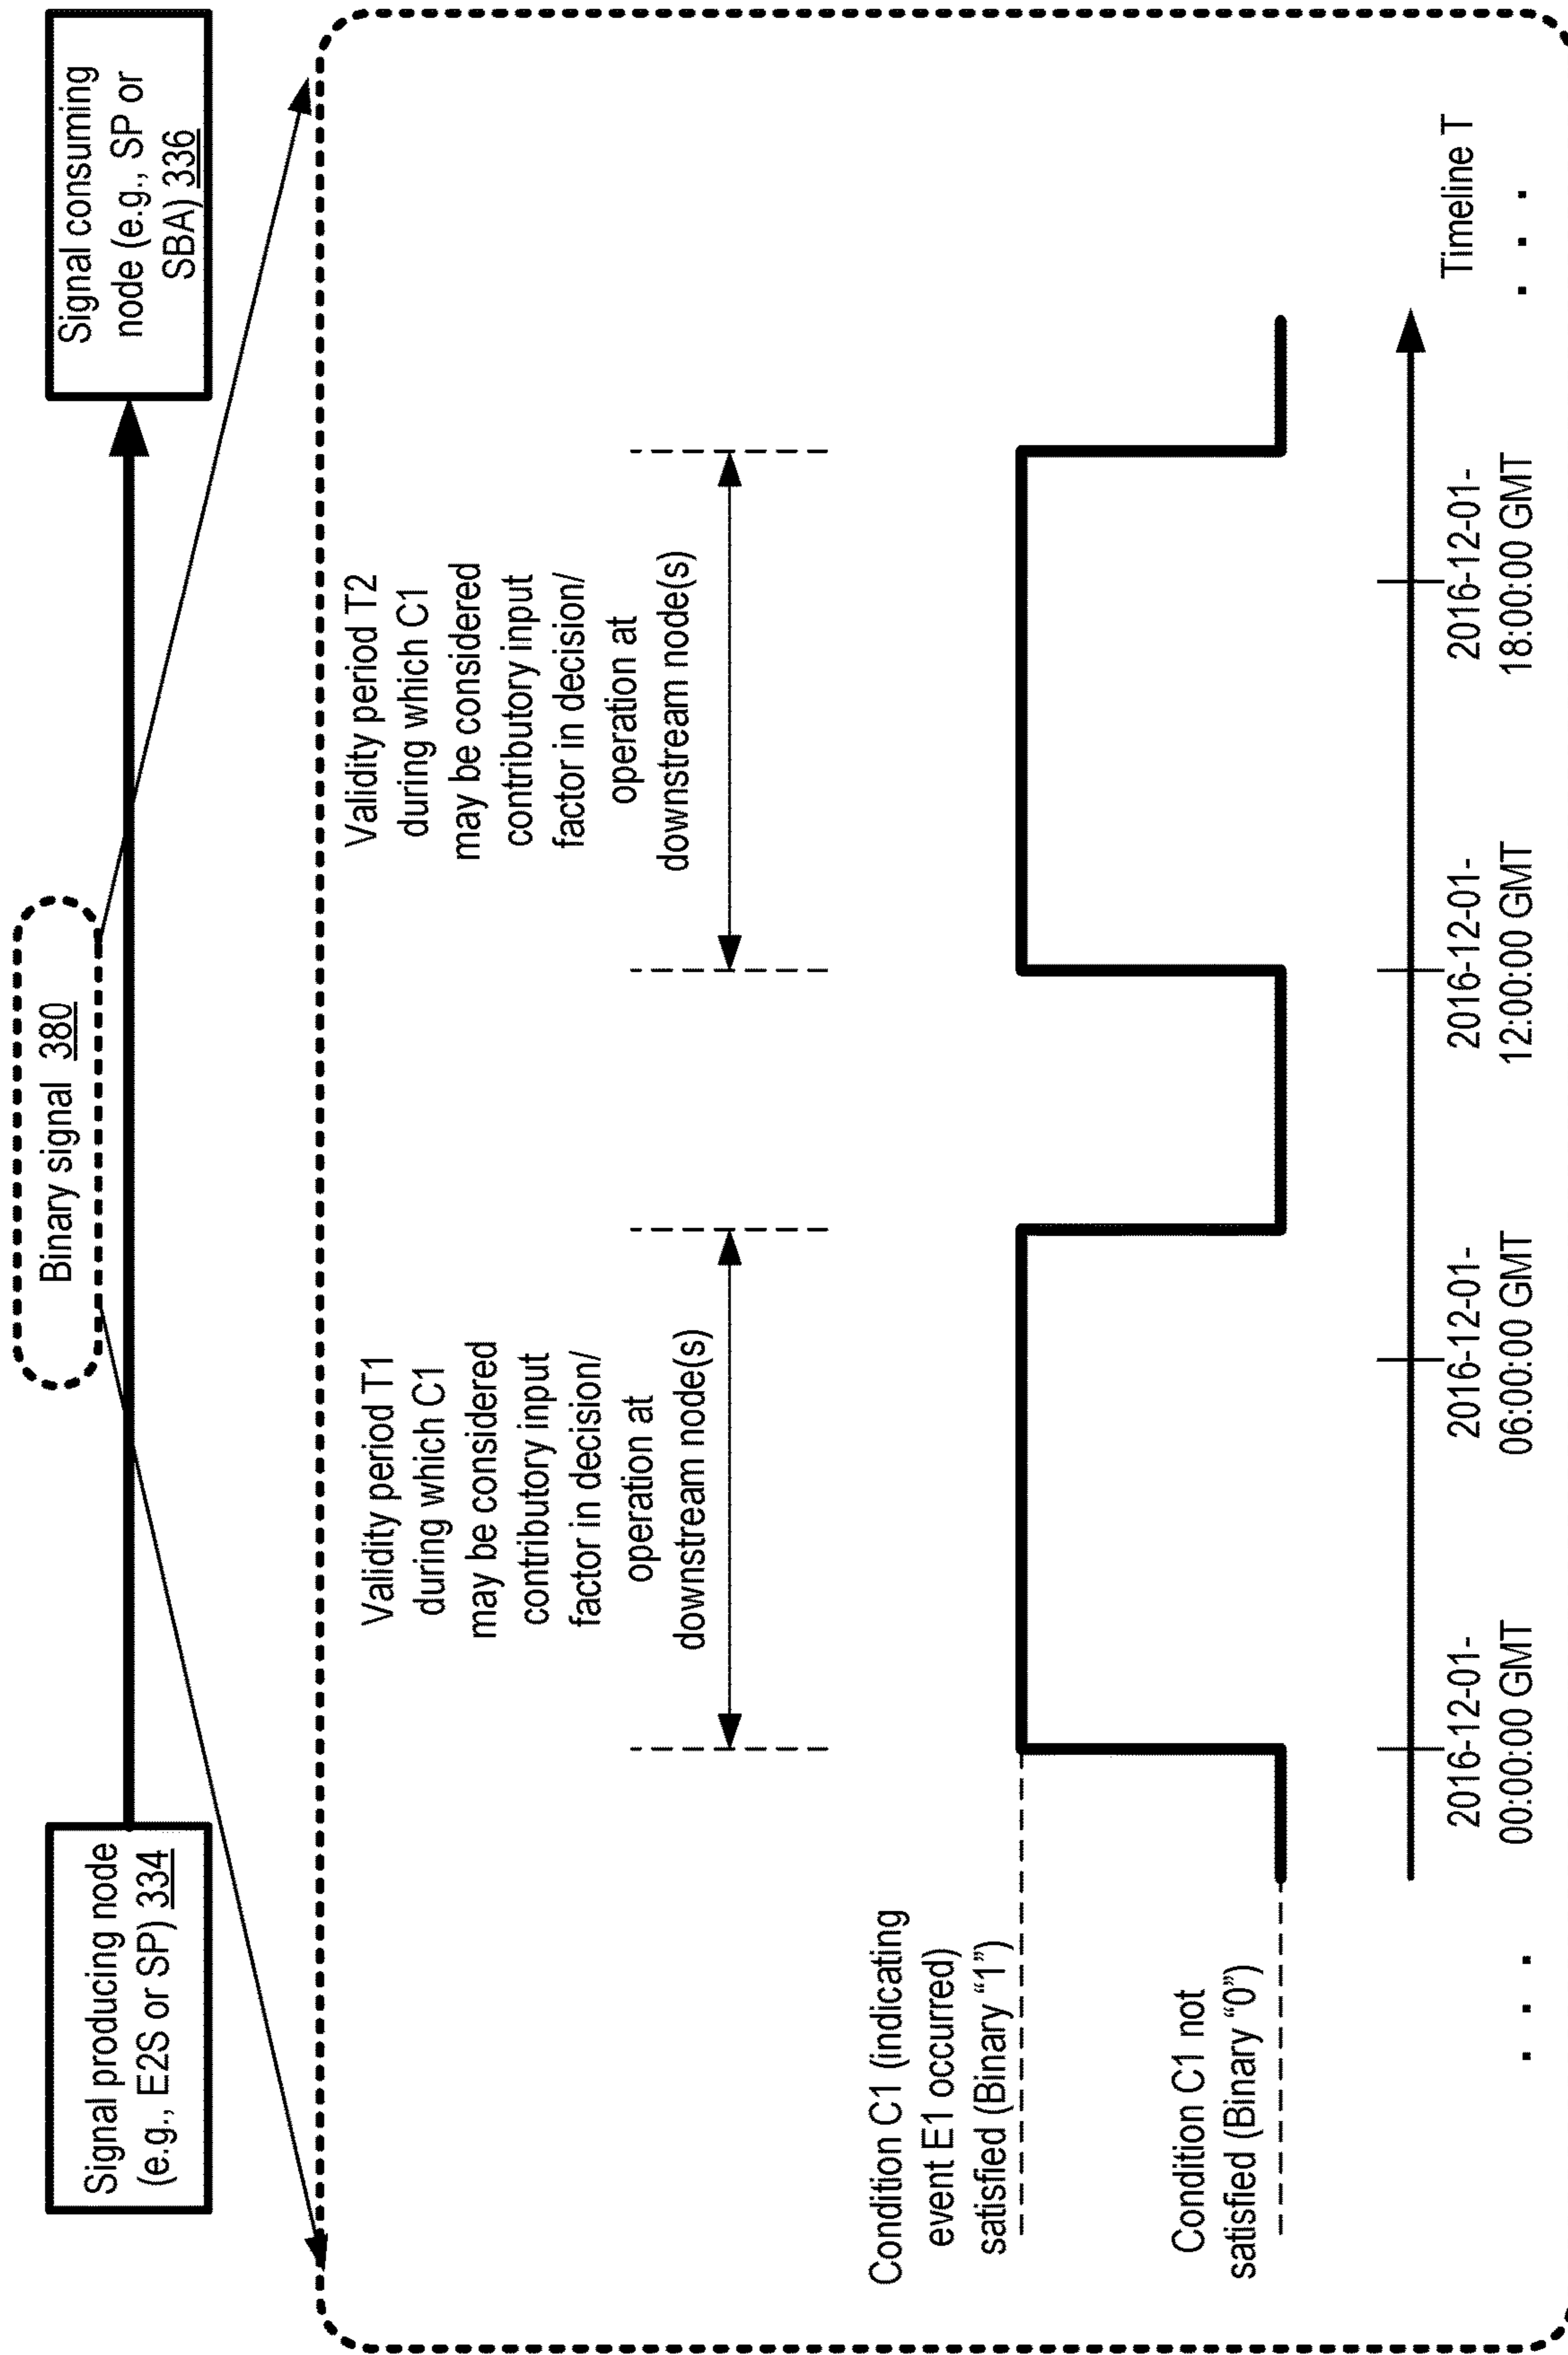 Binary signal 380
Signal producing node
(e.g., E2S or SP) 334
Signal consuming
node (e.g., SP or
SBA) 336
Validity period T1
during which C1
may be considered
contributory input
factor in decision/
operation at
downstream node(s)
Validity period T2
during which C1
may be considered
contributory input
factor in decision/
operation at
downstream node(s)
Condition C1 (indicating
event E1 occurred)
satisfied (Binary “1”)
Condition C1 not
satisfied (Binary “0”)
Timeline T
. . .
2016-12-01-
00:00:00 GMT
2016-12-01-
06:00:00 GMT
2016-12-01-
12:00:00 GMT
2016-12-01-
18:00:00 GMT
. . .